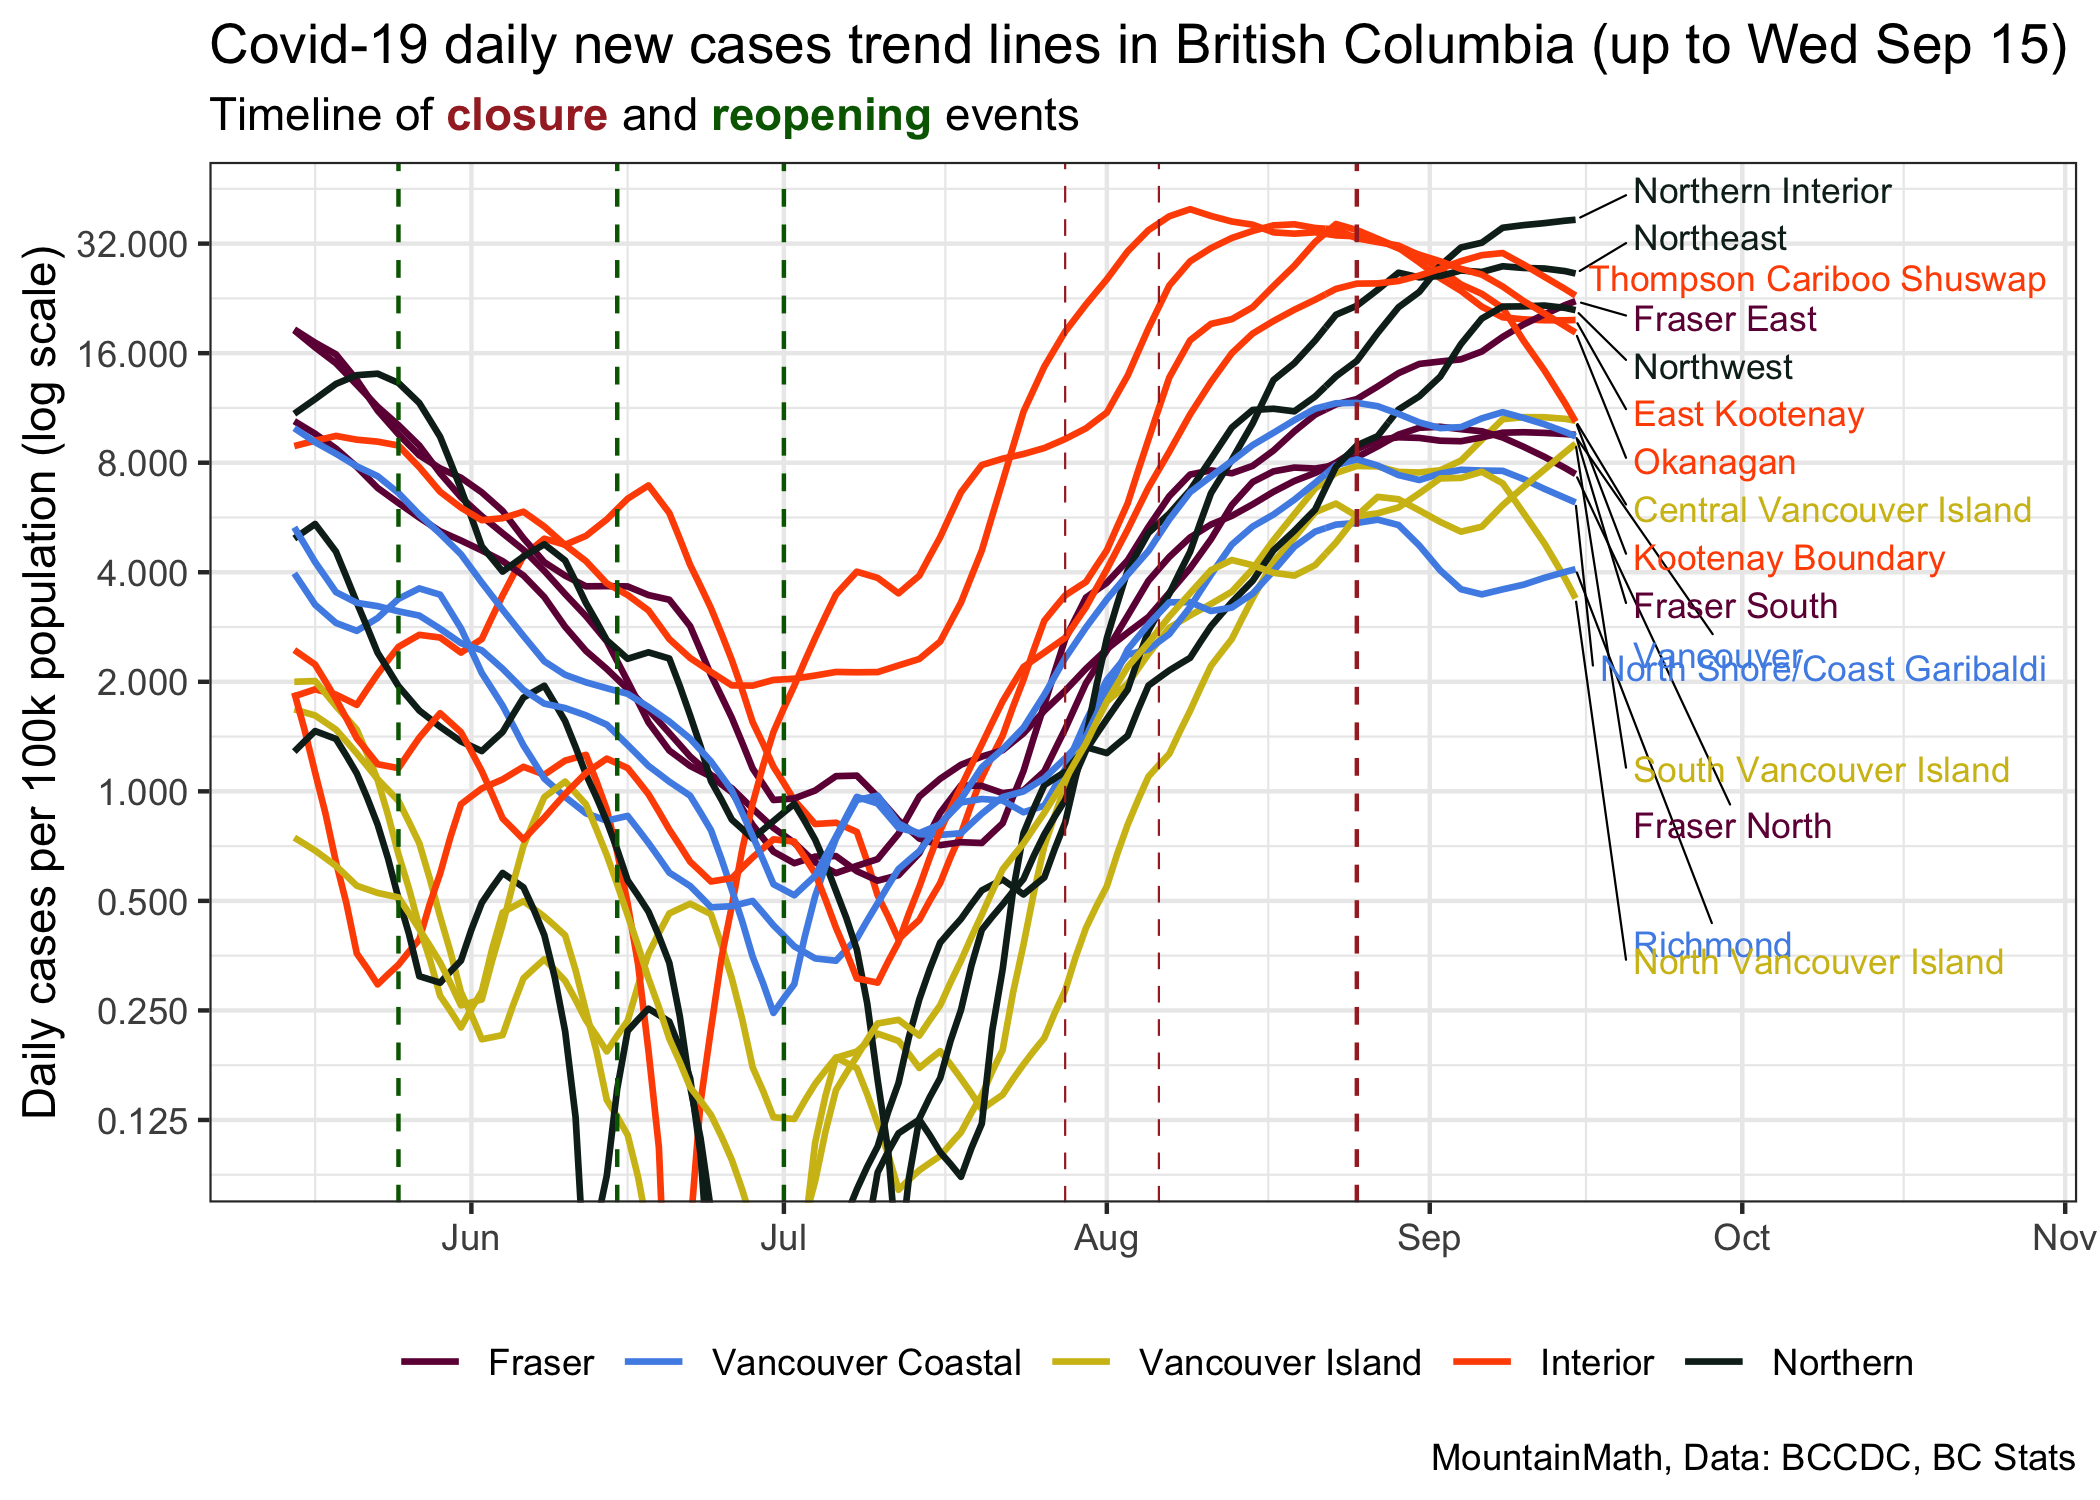 Covid-19 daily new cases trend lines in British Columbia (up to Wed Sep 15)
Timeline of closure and reopening events
Daily cases per 100k population (log scale)
32.000
16.000
8.000
4.000
2.000
1.000
0.500
0.250
0.125
Northern Interior
Northeast
Thompson Cariboo Shuswap
Fraser East
Northwest
East Kootenay
Okanagan
Central Vancouver Island
Kootenay Boundary
Fraser South
Vancouver
North Shore/Coast Garibaldi
South Vancouver Island
Fraser North
Richmond
North Vancouver Island
Jun Jul Aug Sep Oct Nov
Fraser Vancouver Coastal Vancouver Island Interior Northern
MountainMath, Data: BCCDC, BC Stats